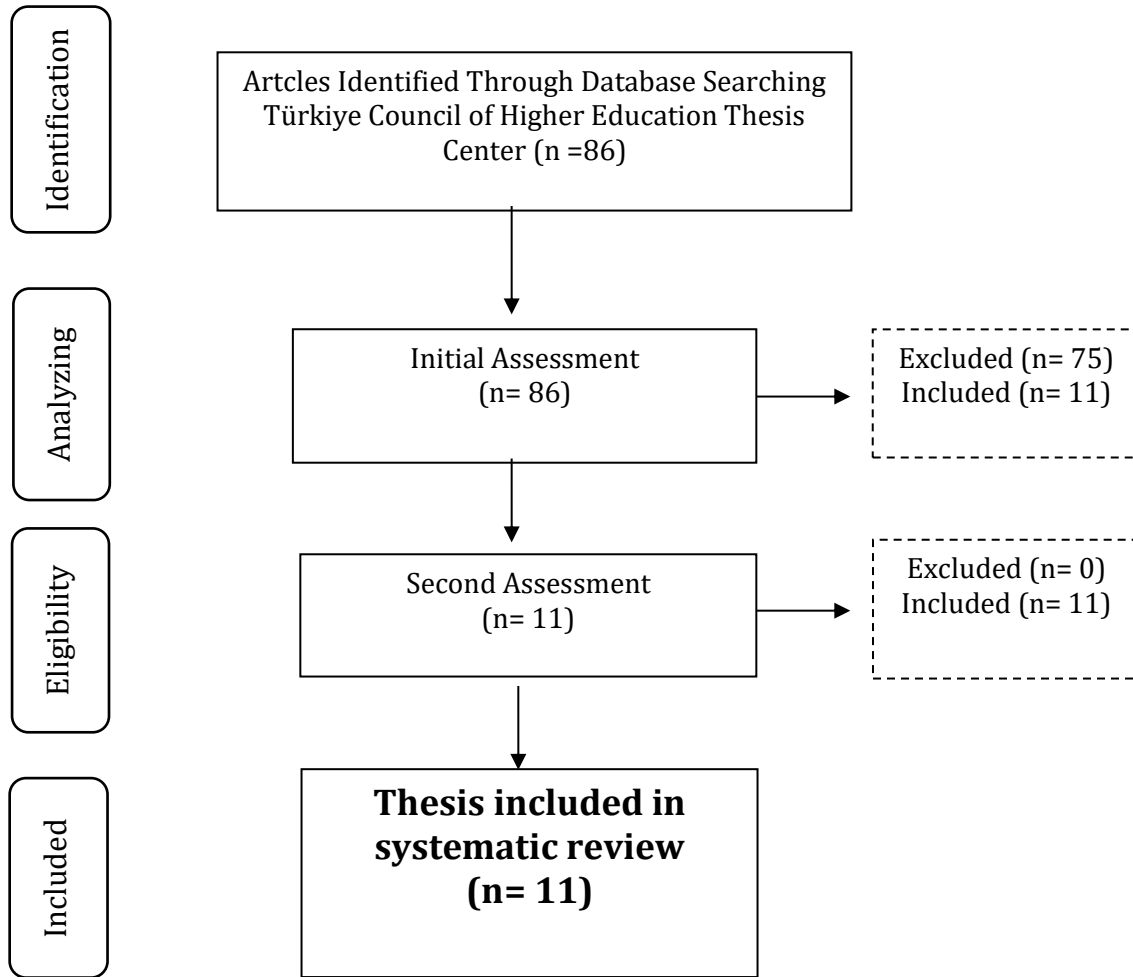 Identification
Artcles Identified Through Database Searching
Türkiye Council of Higher Education Thesis
Center (n =86)
Analyzing
Initial Assessment
(n= 86)
Excluded (n= 75)
Included (n= 11)
Eligibility
Second Assessment
(n= 11)
Excluded (n= 0)
Included (n= 11)
Included
Thesis included in
systematic review
(n= 11)